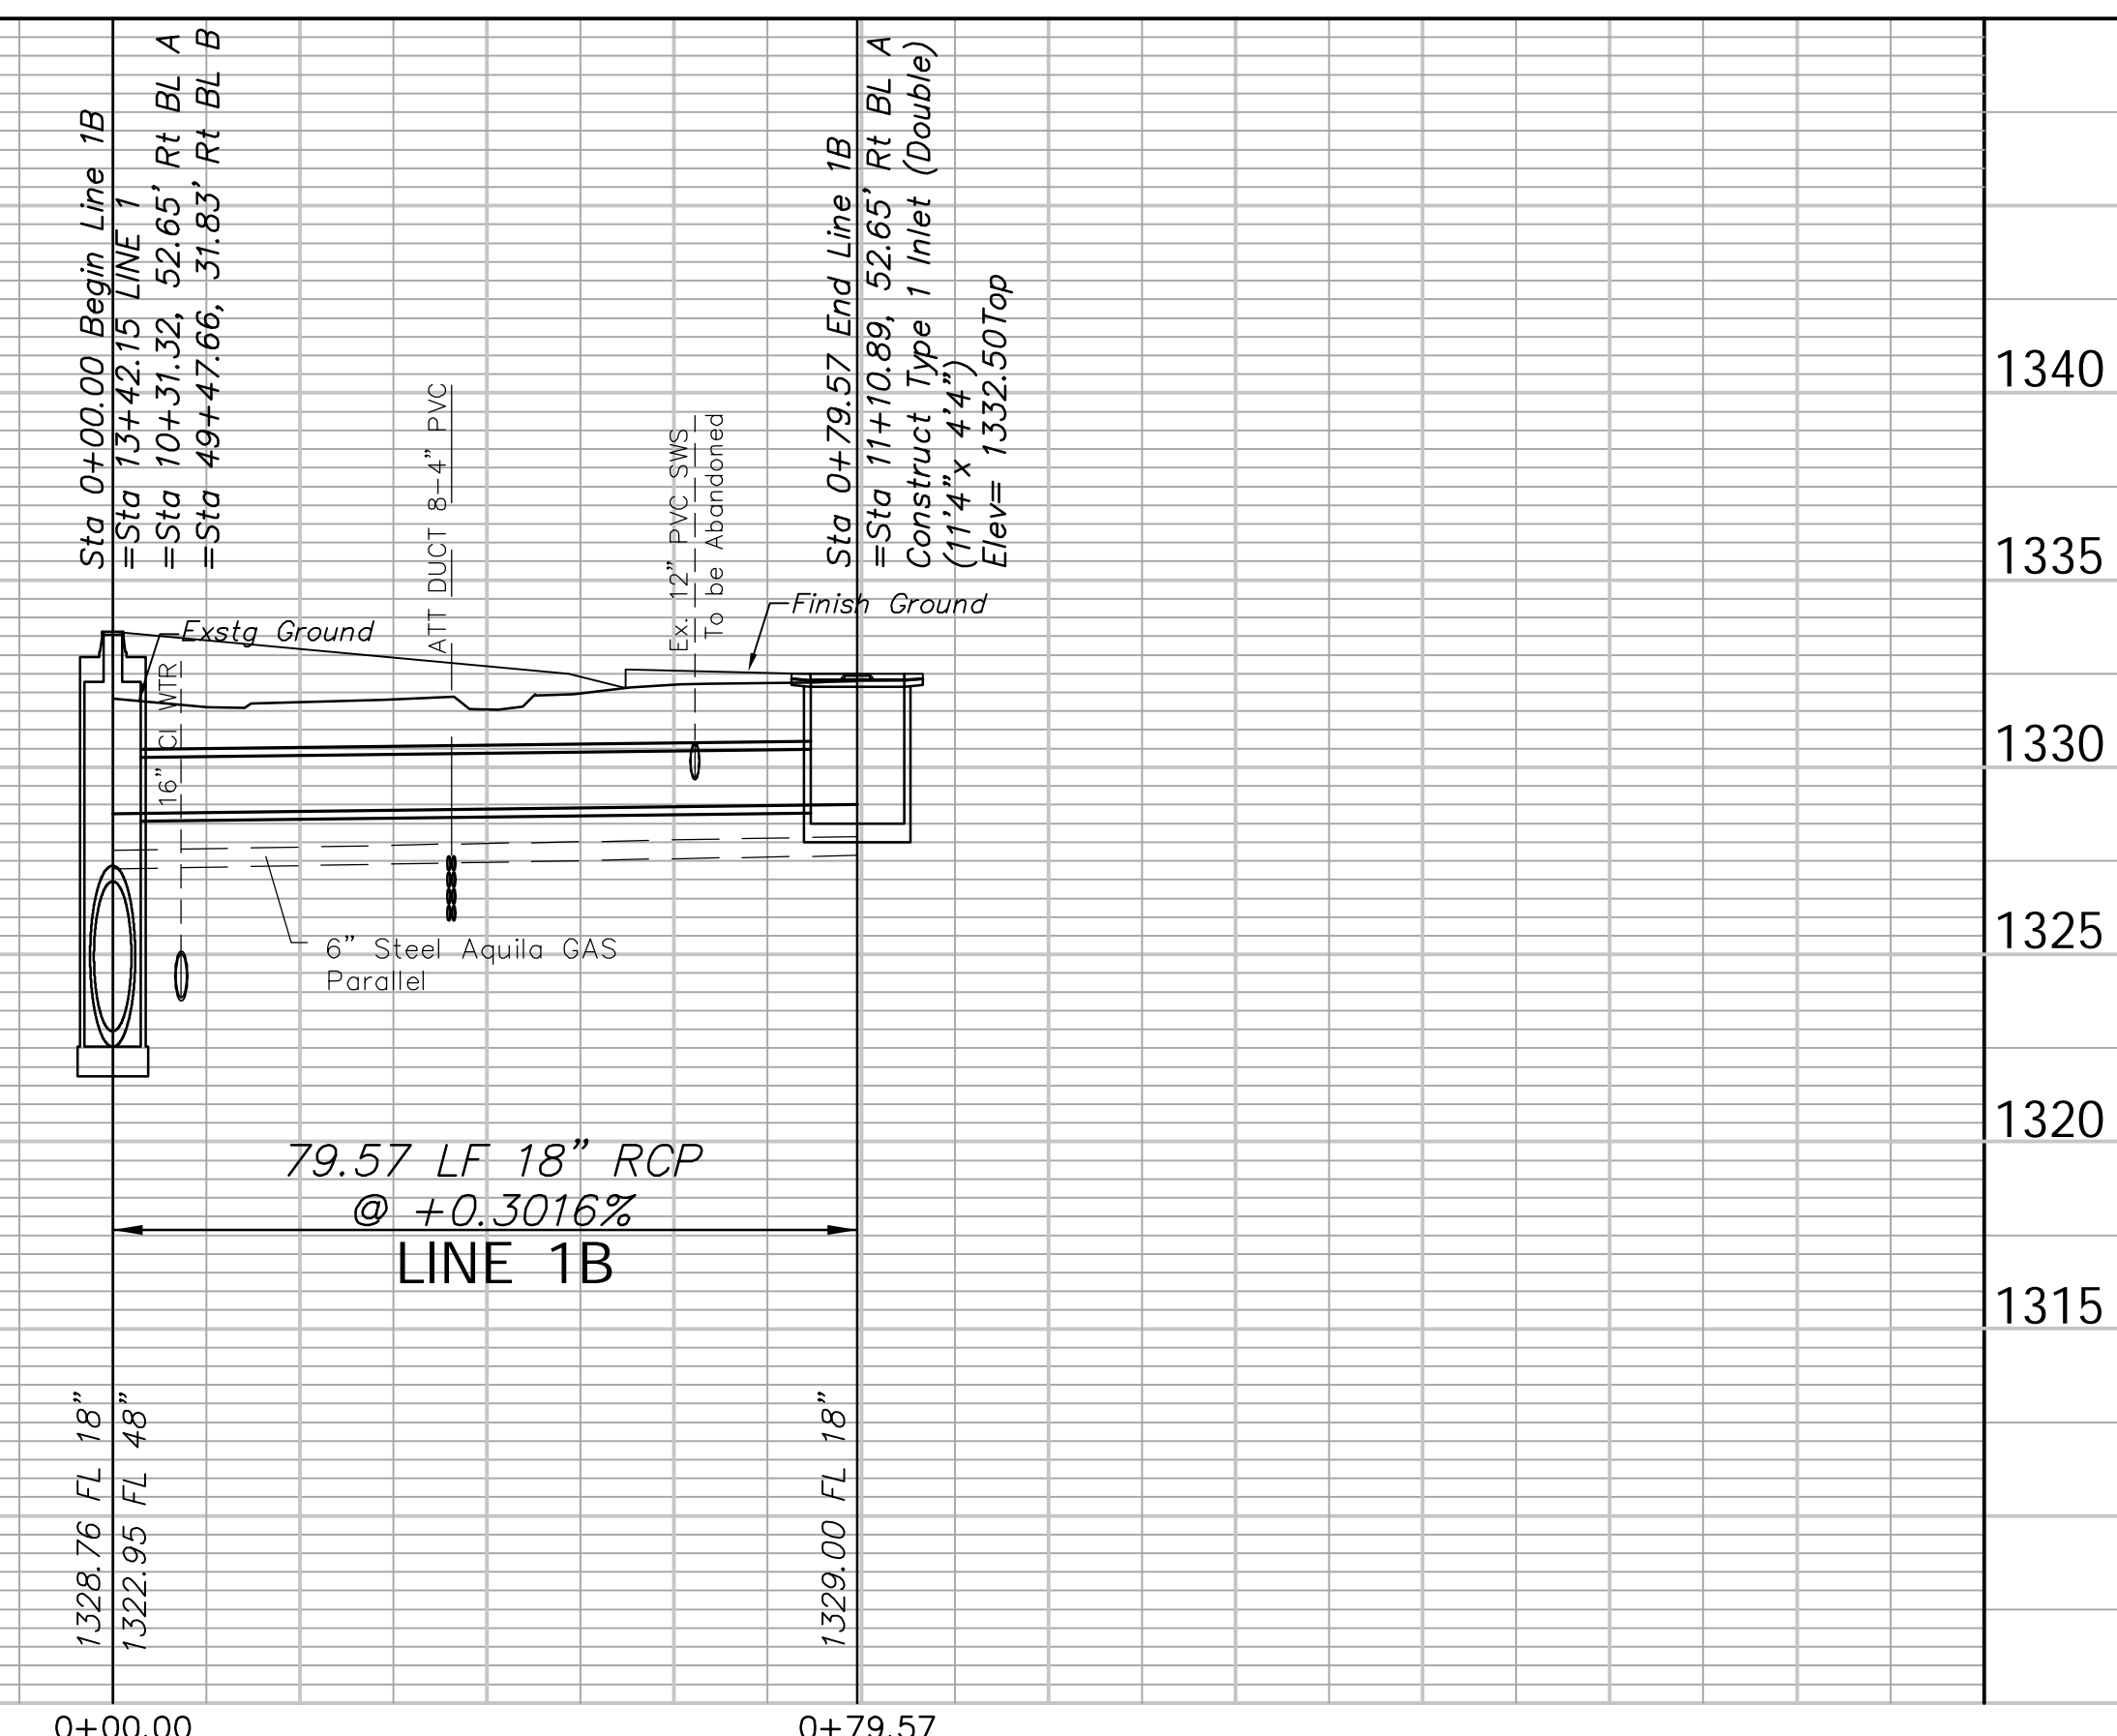 Sta 0+00.00 Begin Line 1B
=Sta 13+42.15 LINE 1
=Sta 10+31.32, 52.65' Rt BL A
=Sta 49+47.66, 31.83' Rt BL B
Sta 0+79.57 End Line 1B
=Sta 11+10.89, 52.65' Rt BL A
Construct Type 1 Inlet (Double)
(11'4"x 4'4")
Elev= 1332.50Top
ATT DUCT 8-4" PVC
Ex. 12" PVC SWS
To be Abandoned
Finish Ground
Exstg Ground
16" CI WTR
6" Steel Aquila GAS
Parallel
79.57 LF 18" RCP
@ +0.3016%
LINE 1B
1328.76 FL 18"
1322.95 FL 48"
1329.00 FL 18"
0+00.00
0+79.57
1340
1335
1330
1325
1320
1315